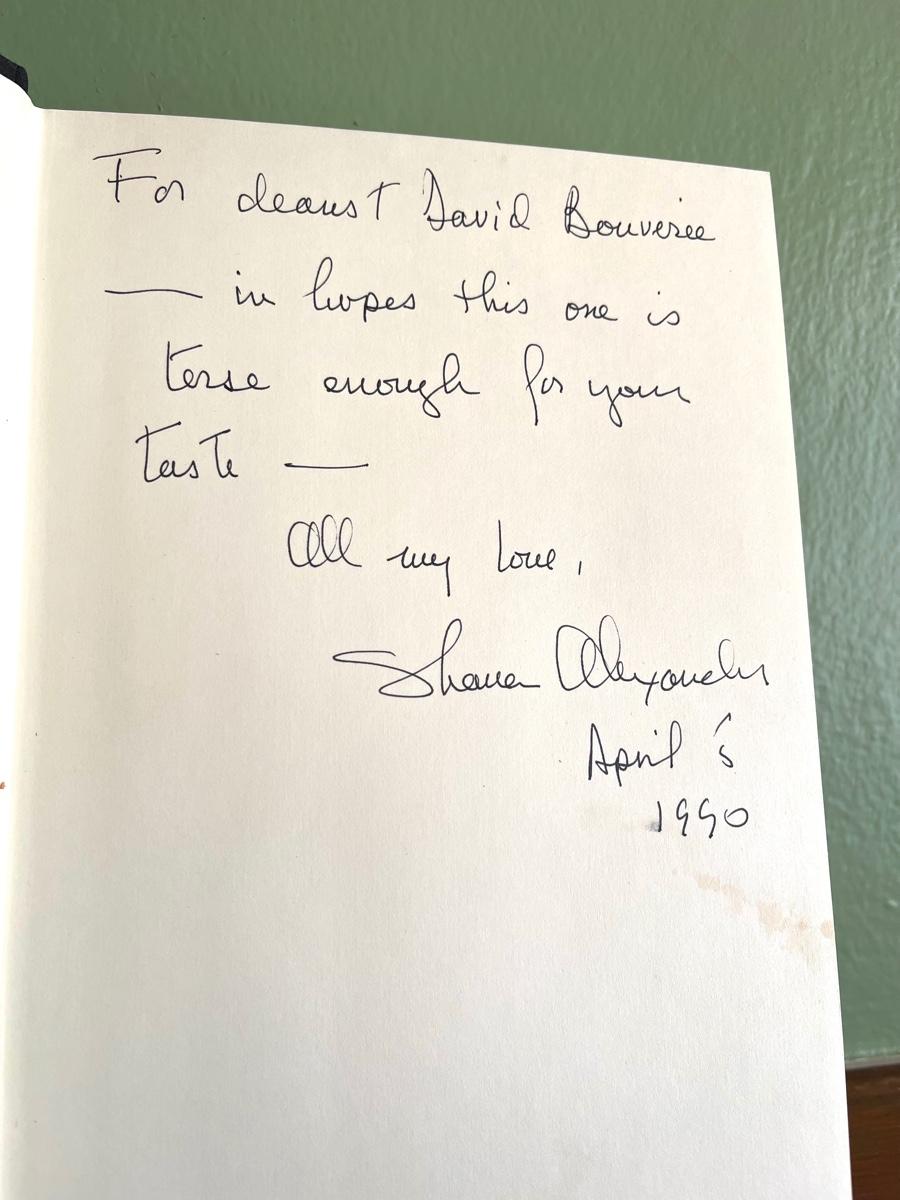 For dearest David Bouverie
— in hopes this one is
terse enough for your
taste —
All my love,
Shana Alexander
April 5
1990